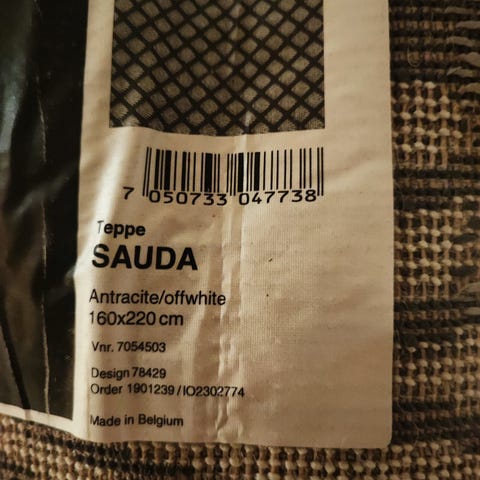 7 050733 047738
Teppe
SAUDA
Antracite/offwhite
160x220 cm
Vnr. 7054503
Design 78429
Order 1901239/IO2302774
Made in Belgium